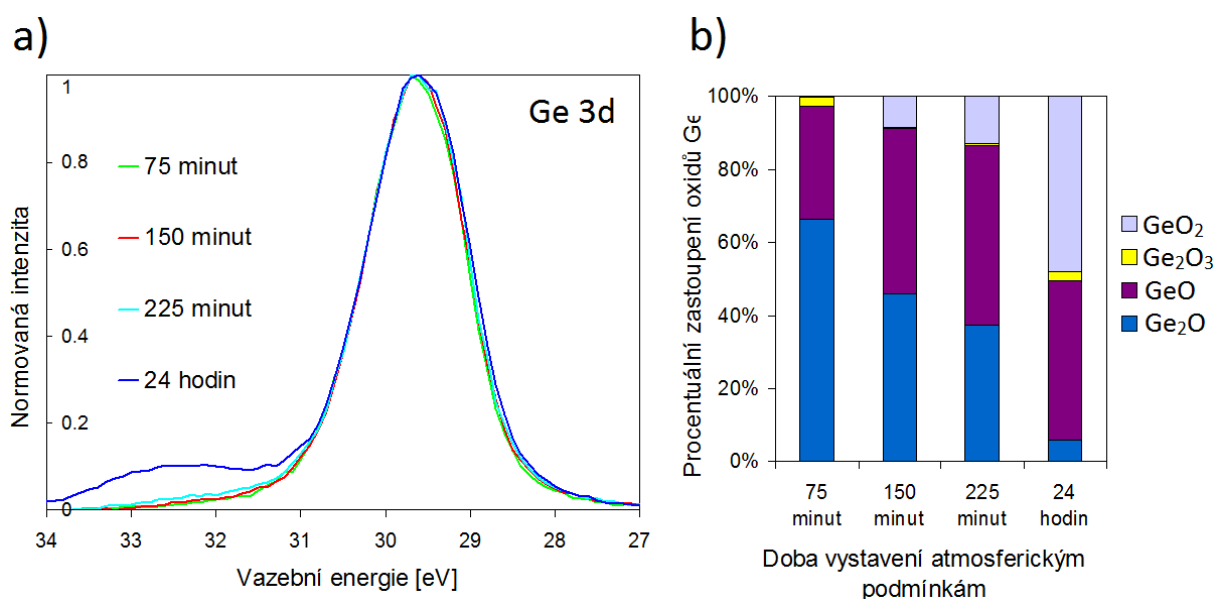 a)
Ge 3d
75 minut
150 minut
225 minut
24 hodin
Normovaná intenzita
1
0.8
0.6
0.4
0.2
0
34 33 32 31 30 29 28 27
Vazební energie [eV]
b)
Procentuální zastoupení oxidů Ge
100%
80%
60%
40%
20%
0%
75 150 225 24
minut minut minut hodin
Doba vystavení atmosferickým
podmínkám
GeO₂
Ge₂O₃
GeO
Ge₂O